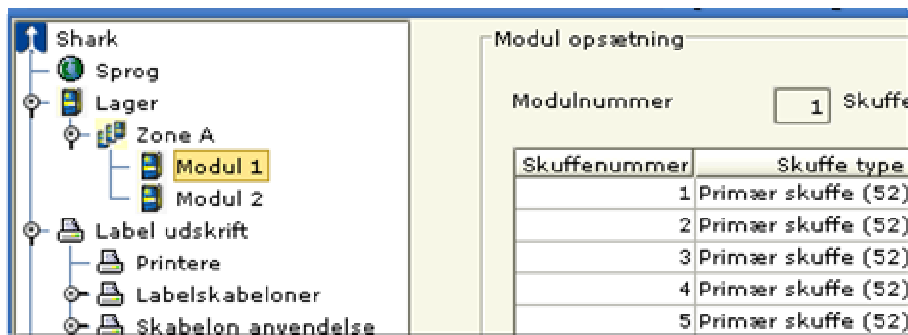 Shark
Sprog
Lager
Zone A
Modul 1
Modul 2
Label udskrift
Printere
Labelskabeloner
Skabelon anvendelse
Modul opsætning
Modulnummer 1 Skuffe
Skuffenummer Skuffe type
1 Primær skuffe (52)
2 Primær skuffe (52)
3 Primær skuffe (52)
4 Primær skuffe (52)
5 Primær skuffe (52)